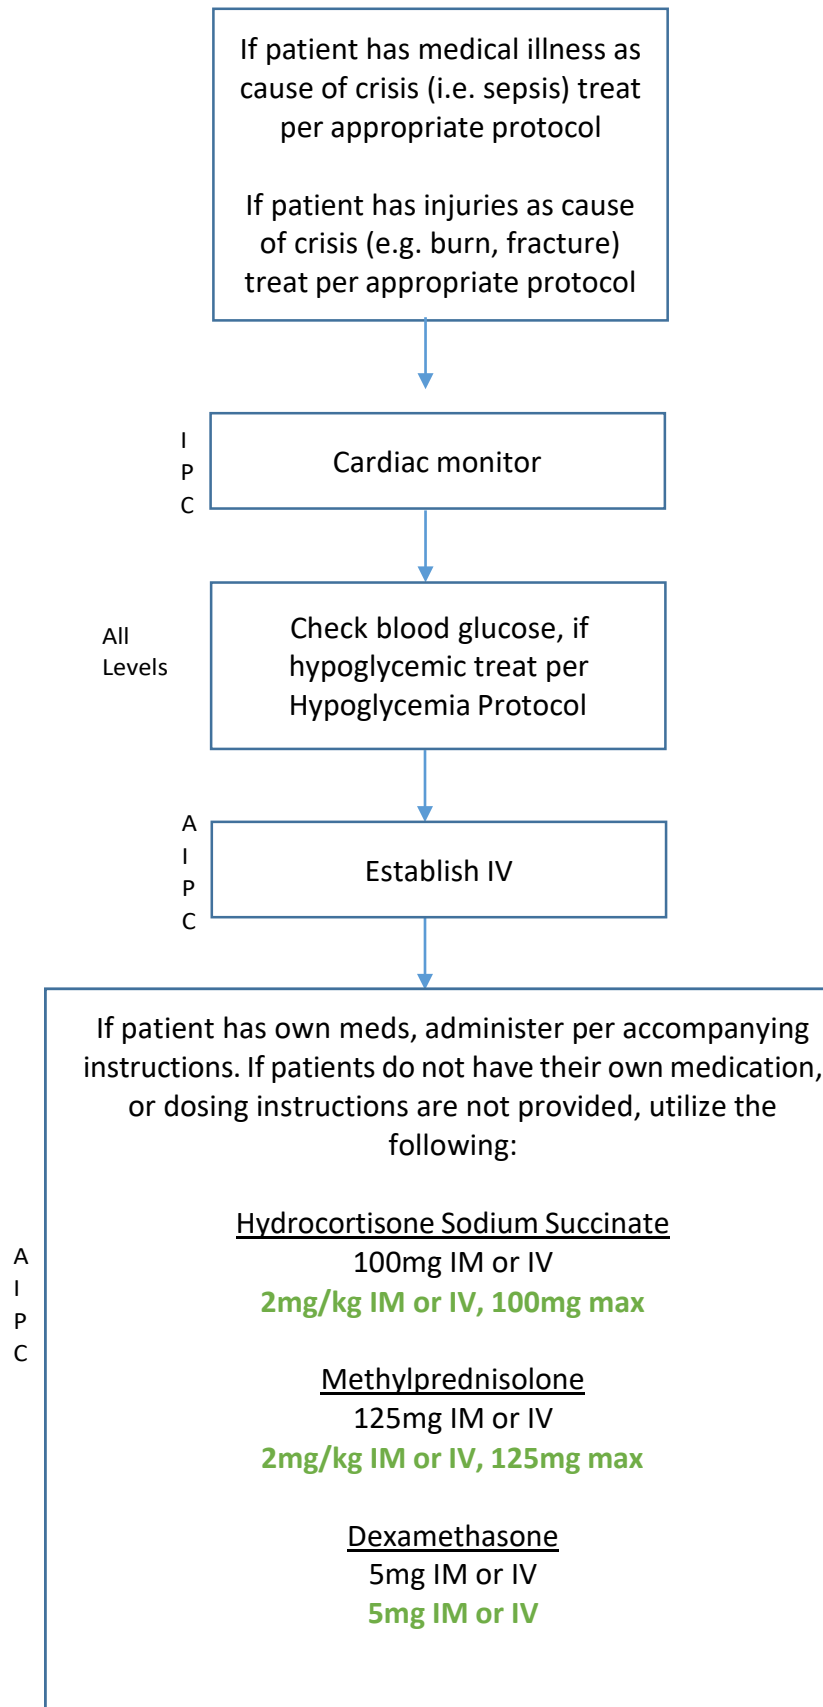 If patient has medical illness as
cause of crisis (i.e. sepsis) treat
per appropriate protocol
If patient has injuries as cause
of crisis (e.g. burn, fracture)
treat per appropriate protocol
I
P
C
Cardiac monitor
All
Levels
Check blood glucose, if
hypoglycemic treat per
Hypoglycemia Protocol
A
I
P
C
Establish IV
If patient has own meds, administer per accompanying
instructions. If patients do not have their own medication,
or dosing instructions are not provided, utilize the
following:
Hydrocortisone Sodium Succinate
100mg IM or IV
2mg/kg IM or IV, 100mg max
A
I
P
C
Methylprednisolone
125mg IM or IV
2mg/kg IM or IV, 125mg max
Dexamethasone
5mg IM or IV
5mg IM or IV